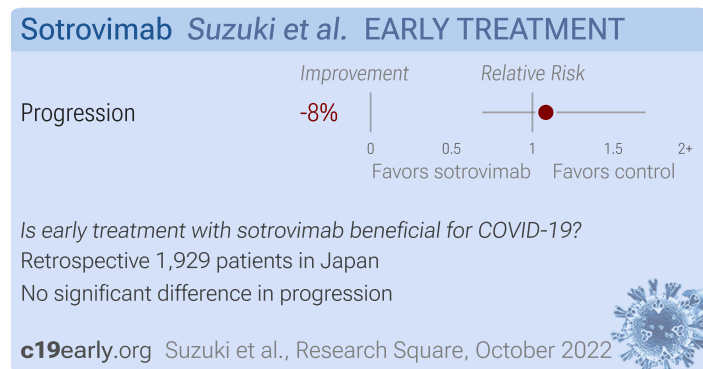 Sotrovimab Suzuki et al. EARLY TREATMENT
Improvement Relative Risk
Progression -8%
0 0.5 1 1.5 2+
Favors sotrovimab Favors control
Is early treatment with sotrovimab beneficial for COVID-19?
Retrospective 1,929 patients in Japan
No significant difference in progression
c19early.org Suzuki et al., Research Square, October 2022